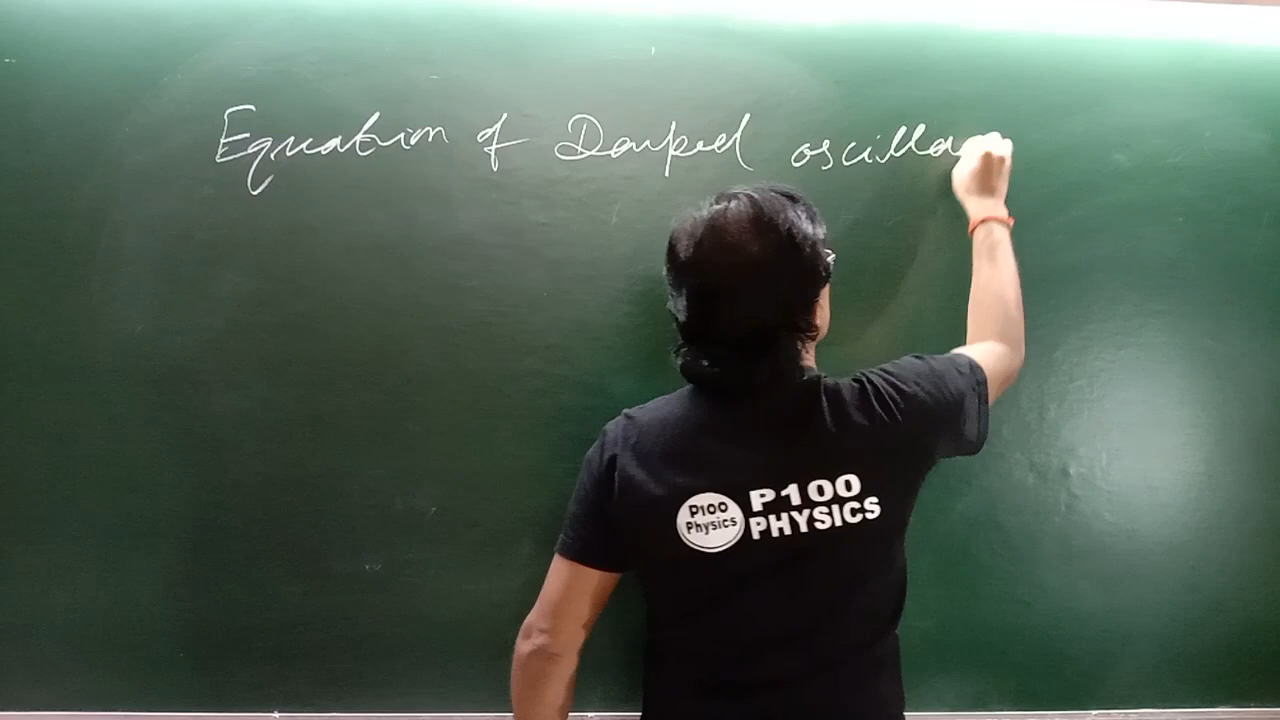 Equation of Damped oscilla
P100
Physics
P100
PHYSICS